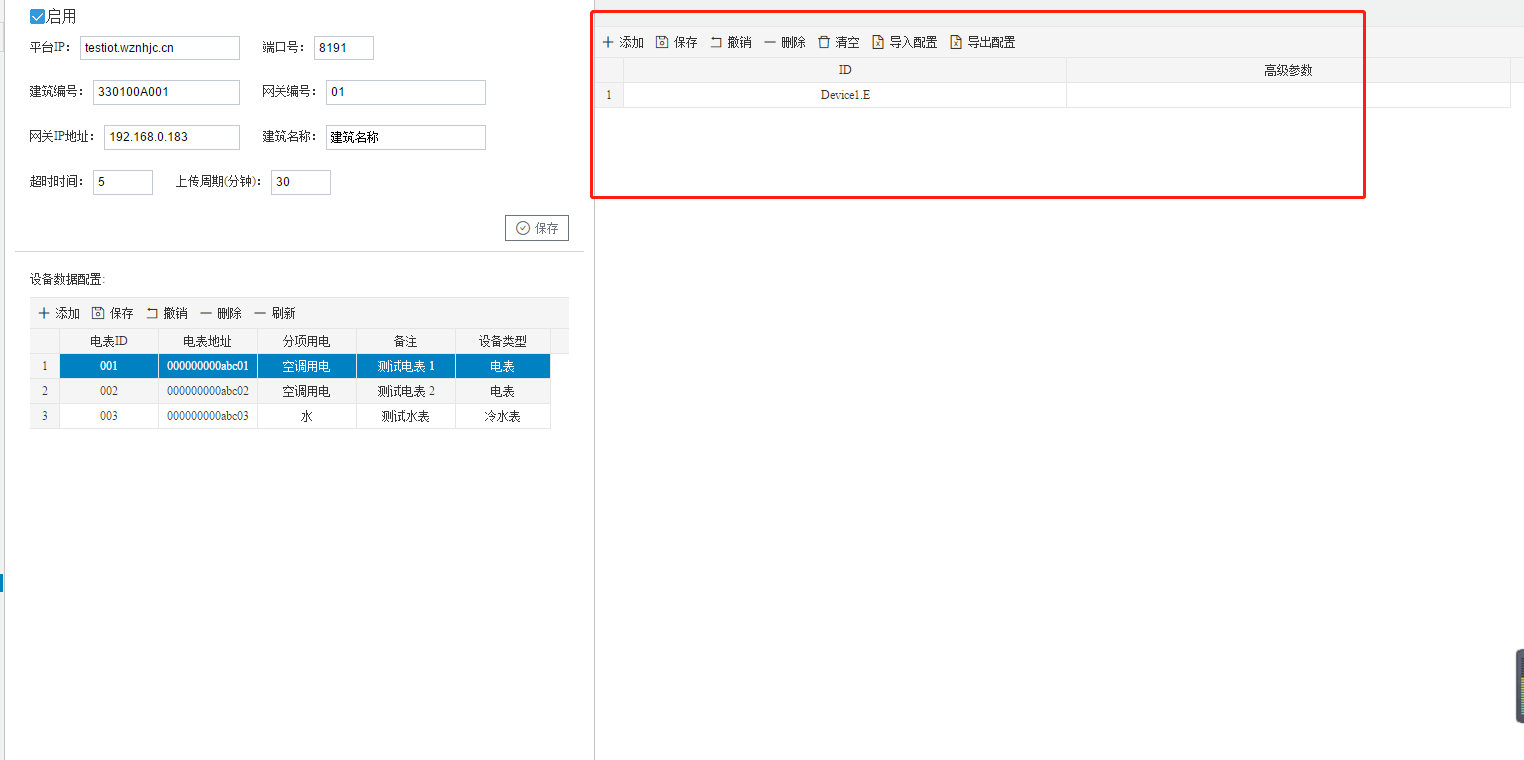 启用
平台IP: testiot.wznhjc.cn 端口号: 8191
建筑编号: 330100A001 网关编号: 01
网关IP地址: 192.168.0.183 建筑名称: 建筑名称
超时时间: 5 上传周期(分钟): 30
保存
设备数据配置:
添加 保存 撤销 删除 刷新
电表ID 电表地址 分项用电 备注 设备类型
1 001 000000000abc01 空调用电 测试电表 1 电表
2 002 000000000abc02 空调用电 测试电表 2 电表
3 003 000000000abc03 水 测试水表 冷水表
添加 保存 撤销 删除 清空 导入配置 导出配置
ID 高级参数
1 Device1.E